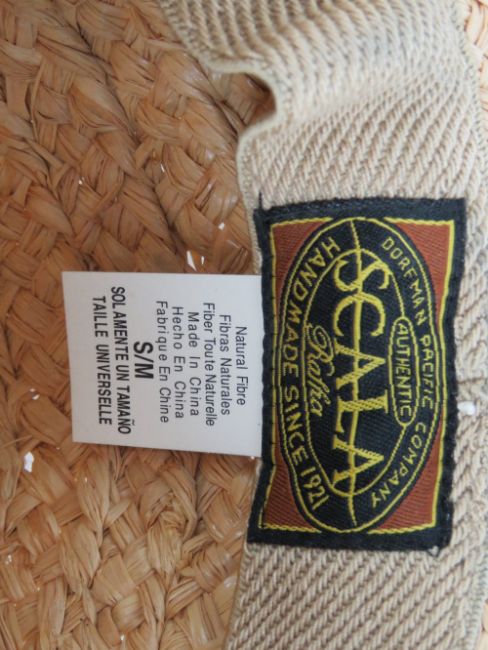 DORFMAN PACIFIC COMPANY
AUTHENTIC
SCALA
Raffia
HANDMADE SINCE 1921
Natural Fibre
Fibras Naturales
Fiber Toute Naturelle
Made In China
Hecho En China
Fabrique En Chine
S/M
SOLAMENTE UN TAMAÑO
TAILLE UNIVERSELLE